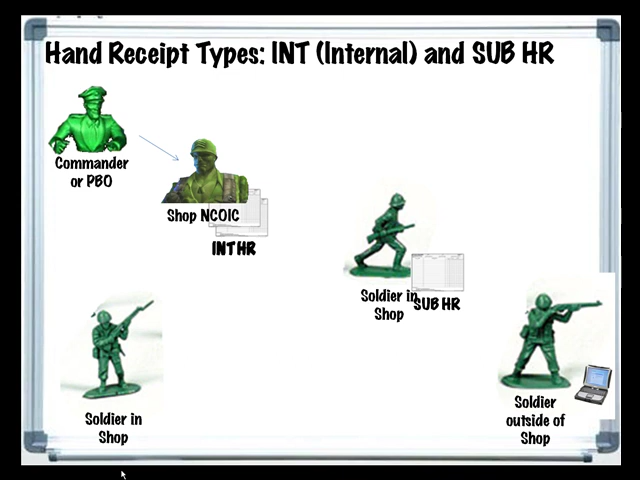 Hand Receipt Types: INT (Internal) and SUB HR
Commander
or PBO
Shop NCOIC
INT HR
Soldier in
Shop
SUB HR
Soldier in
Shop
Soldier
outside of
Shop